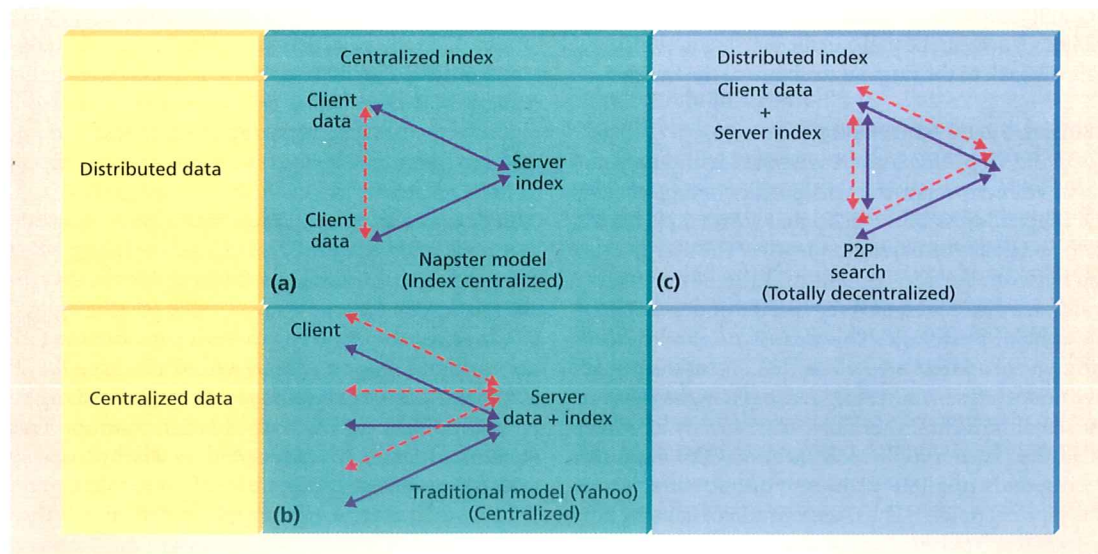 Centralized index
Distributed index
Distributed data
Client
data
Server
index
Client
data
(a)
Napster model
(Index centralized)
Client data
+
Server index
P2P
search
(Totally decentralized)
(c)
Centralized data
Client
Server
data + index
(b)
Traditional model (Yahoo)
(Centralized)